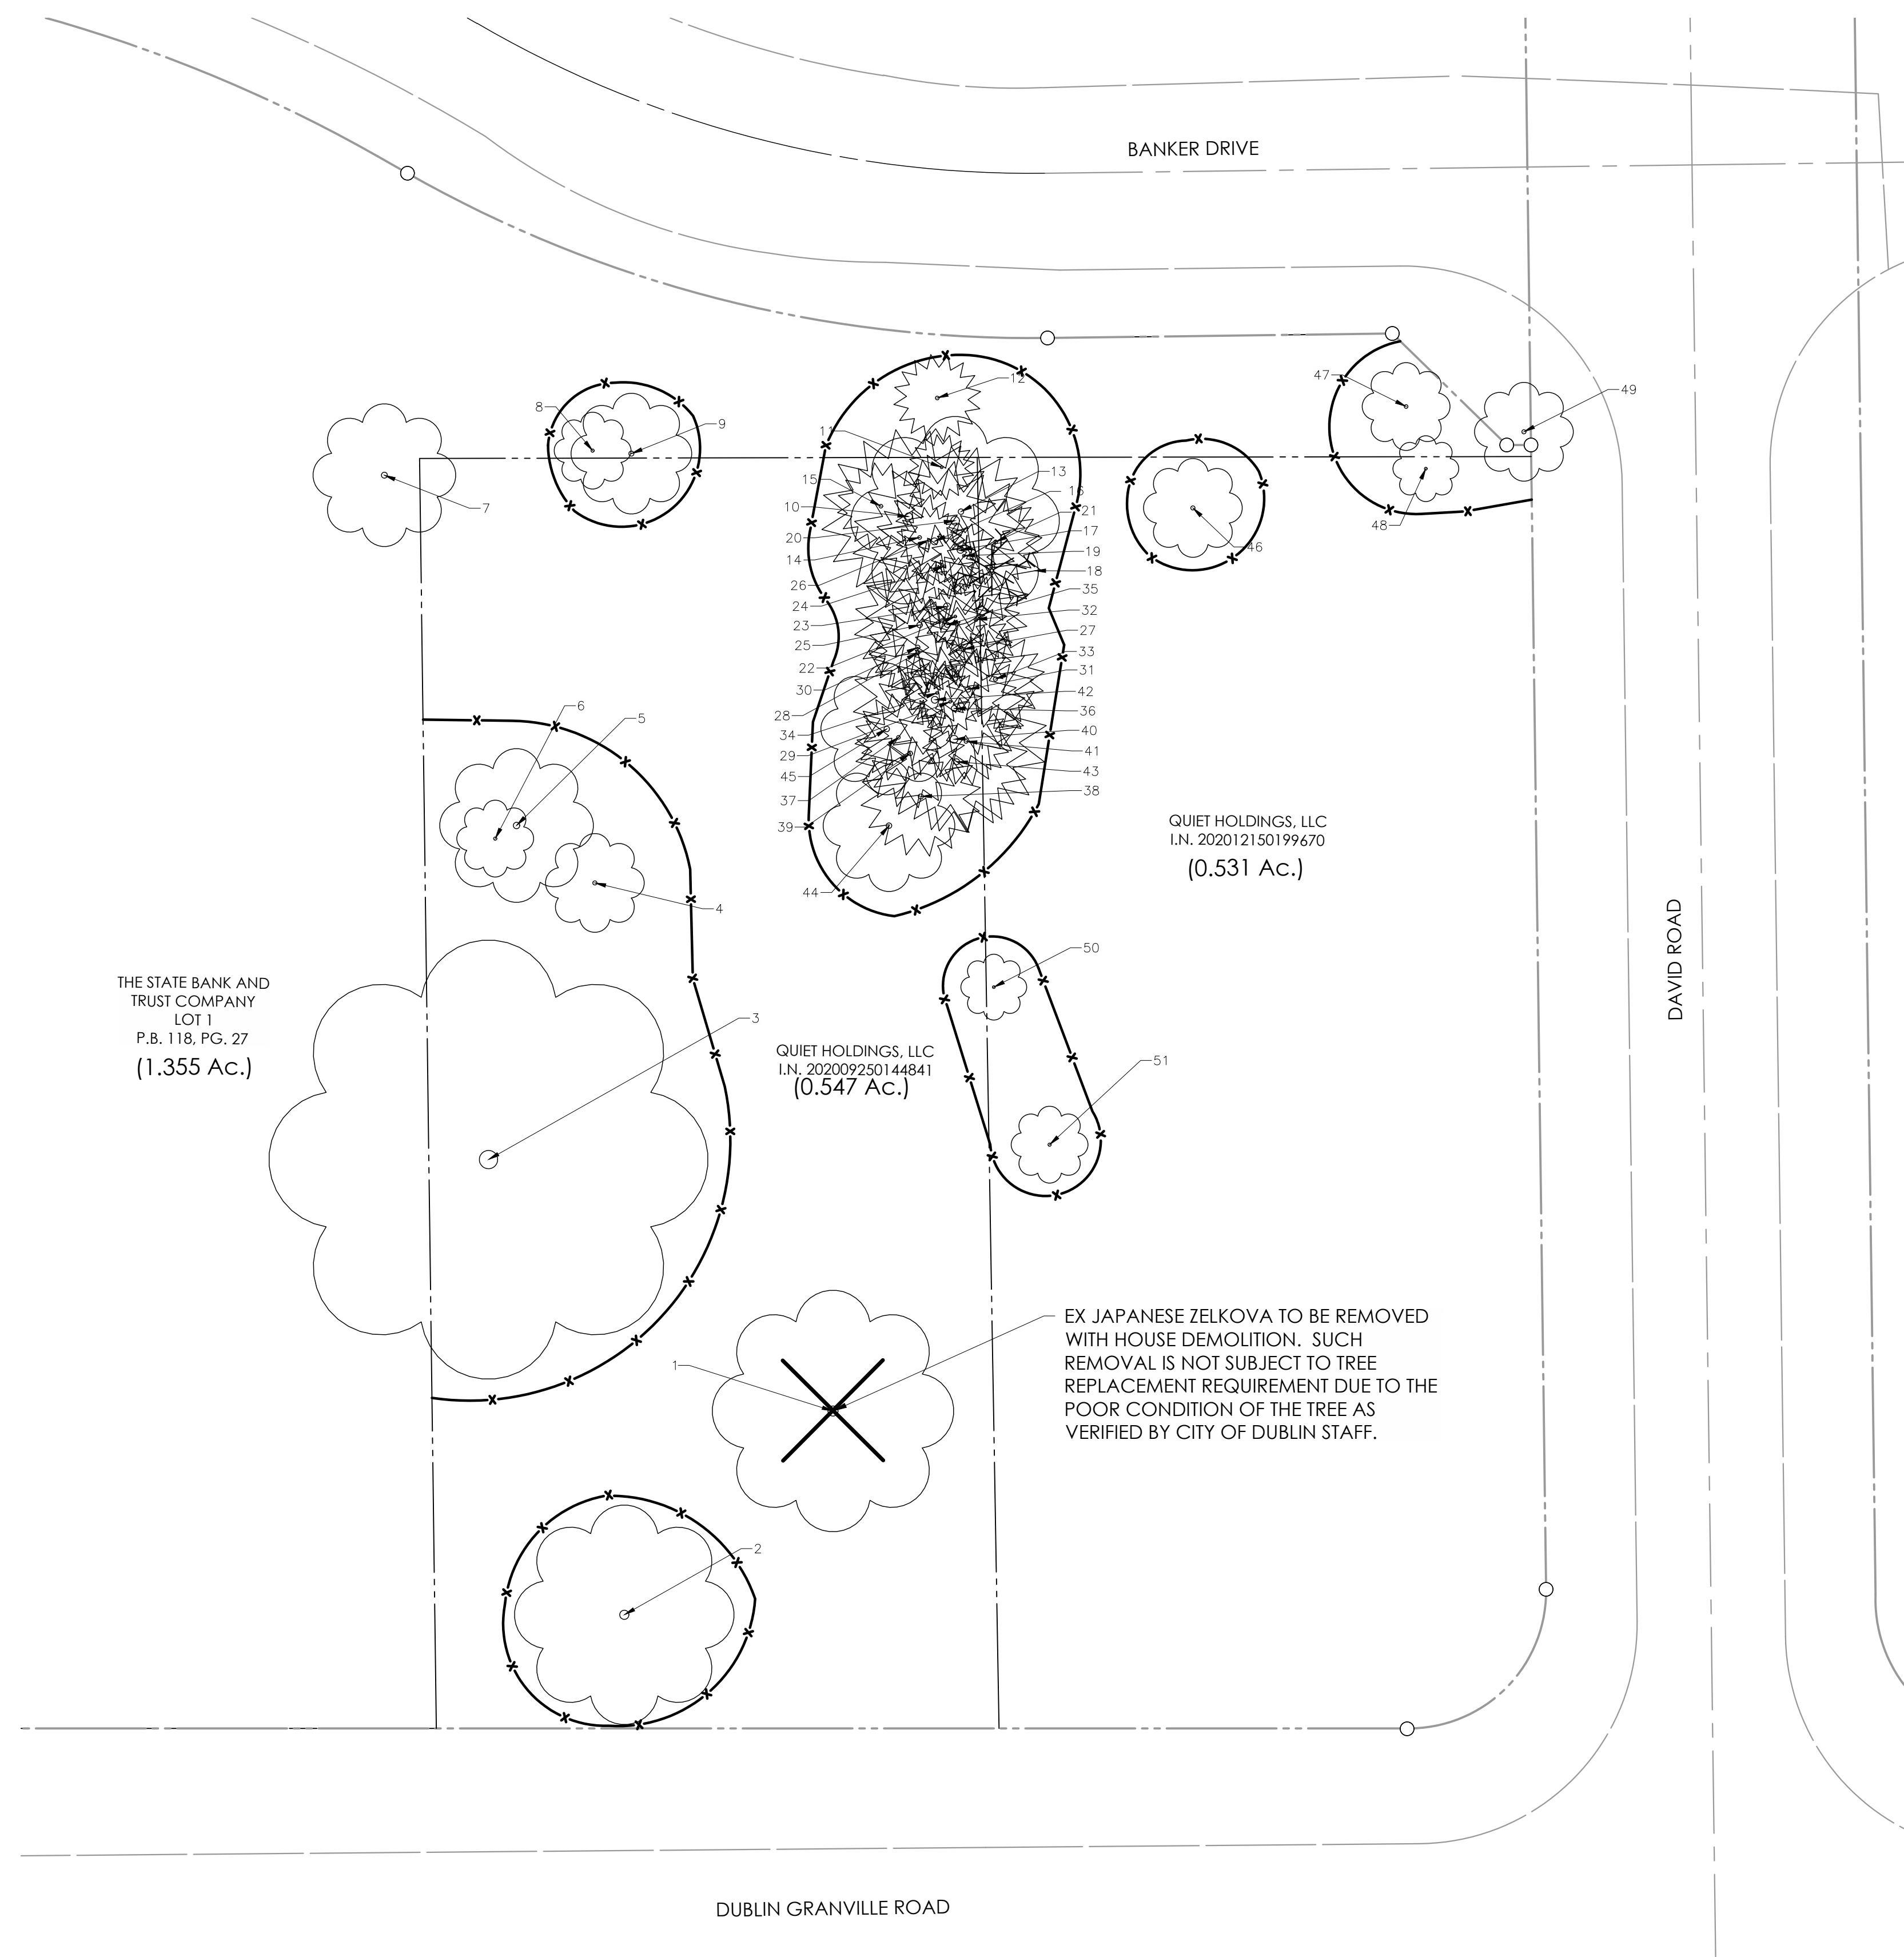 BANKER DRIVE
47
49
12
8
9
11
13
15
16
7
10
21
17
20
46
48
19
14
18
26
35
24
32
23
27
25
33
22
31
30
42
6
5
28
36
34
40
29
41
45
43
37
38
39
QUIET HOLDINGS, LLC
I.N. 202012150199670
(0.531 Ac.)
44
4
50
DAVID ROAD
THE STATE BANK AND
TRUST COMPANY
LOT 1
P.B. 118, PG. 27
(1.355 Ac.)
3
QUIET HOLDINGS, LLC
I.N. 202009250144841
(0.547 Ac.)
51
EX JAPANESE ZELKOVA TO BE REMOVED
WITH HOUSE DEMOLITION. SUCH
REMOVAL IS NOT SUBJECT TO TREE
REPLACEMENT REQUIREMENT DUE TO THE
POOR CONDITION OF THE TREE AS
VERIFIED BY CITY OF DUBLIN STAFF.
1
2
DUBLIN GRANVILLE ROAD